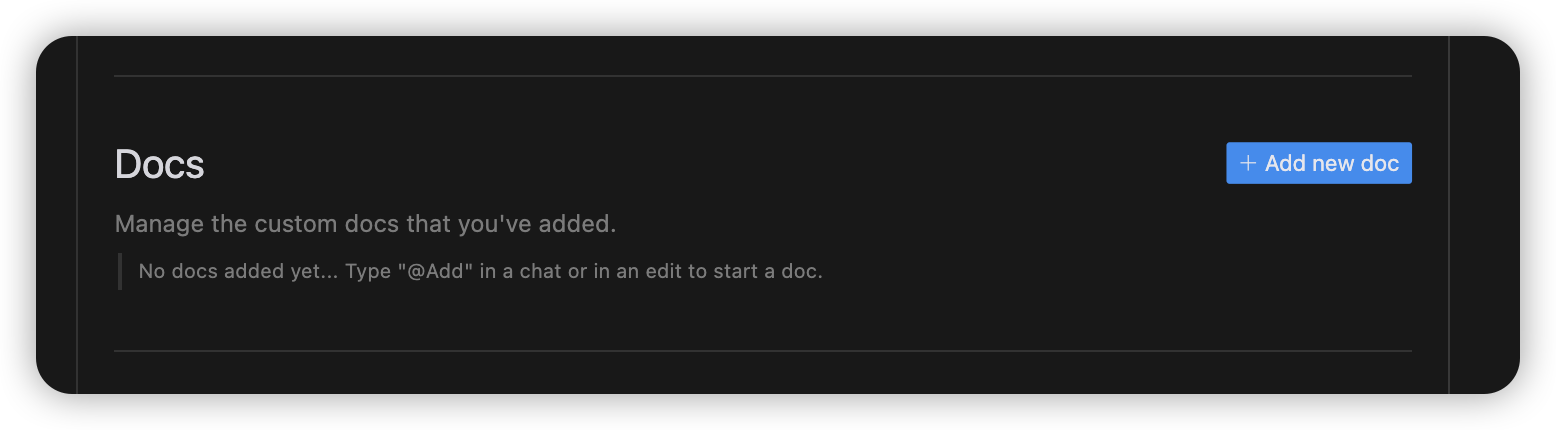 Docs
+ Add new doc
Manage the custom docs that you've added.
No docs added yet... Type "@Add" in a chat or in an edit to start a doc.